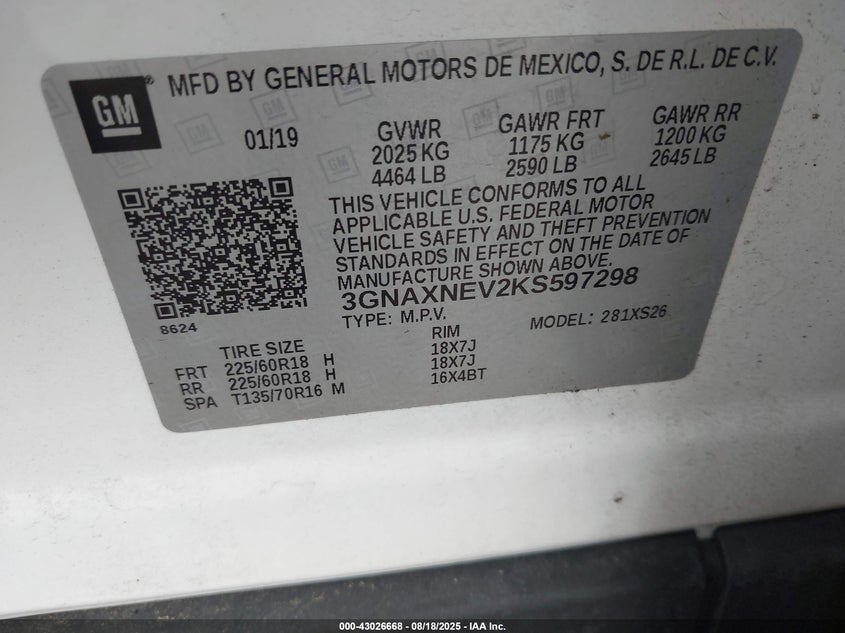 GM
MFD BY GENERAL MOTORS DE MEXICO, S. DE R.L. DE C.V.
01/19
GVWR
2025 KG
4464 LB
GAWR FRT
1175 KG
2590 LB
GAWR RR
1200 KG
2645 LB
THIS VEHICLE CONFORMS TO ALL
APPLICABLE U.S. FEDERAL MOTOR
VEHICLE SAFETY AND THEFT PREVENTION
STANDARDS IN EFFECT ON THE DATE OF
MANUFACTURE SHOWN ABOVE.
3GNAXNEV2KS597298
TYPE: M.P.V. MODEL: 281XS26
8624
TIRE SIZE RIM
FRT 225/60R18 H 18X7J
RR 225/60R18 H 18X7J
SPA T135/70R16 M 16X4BT
000-43026668 - 08/18/2025 - IAA Inc.